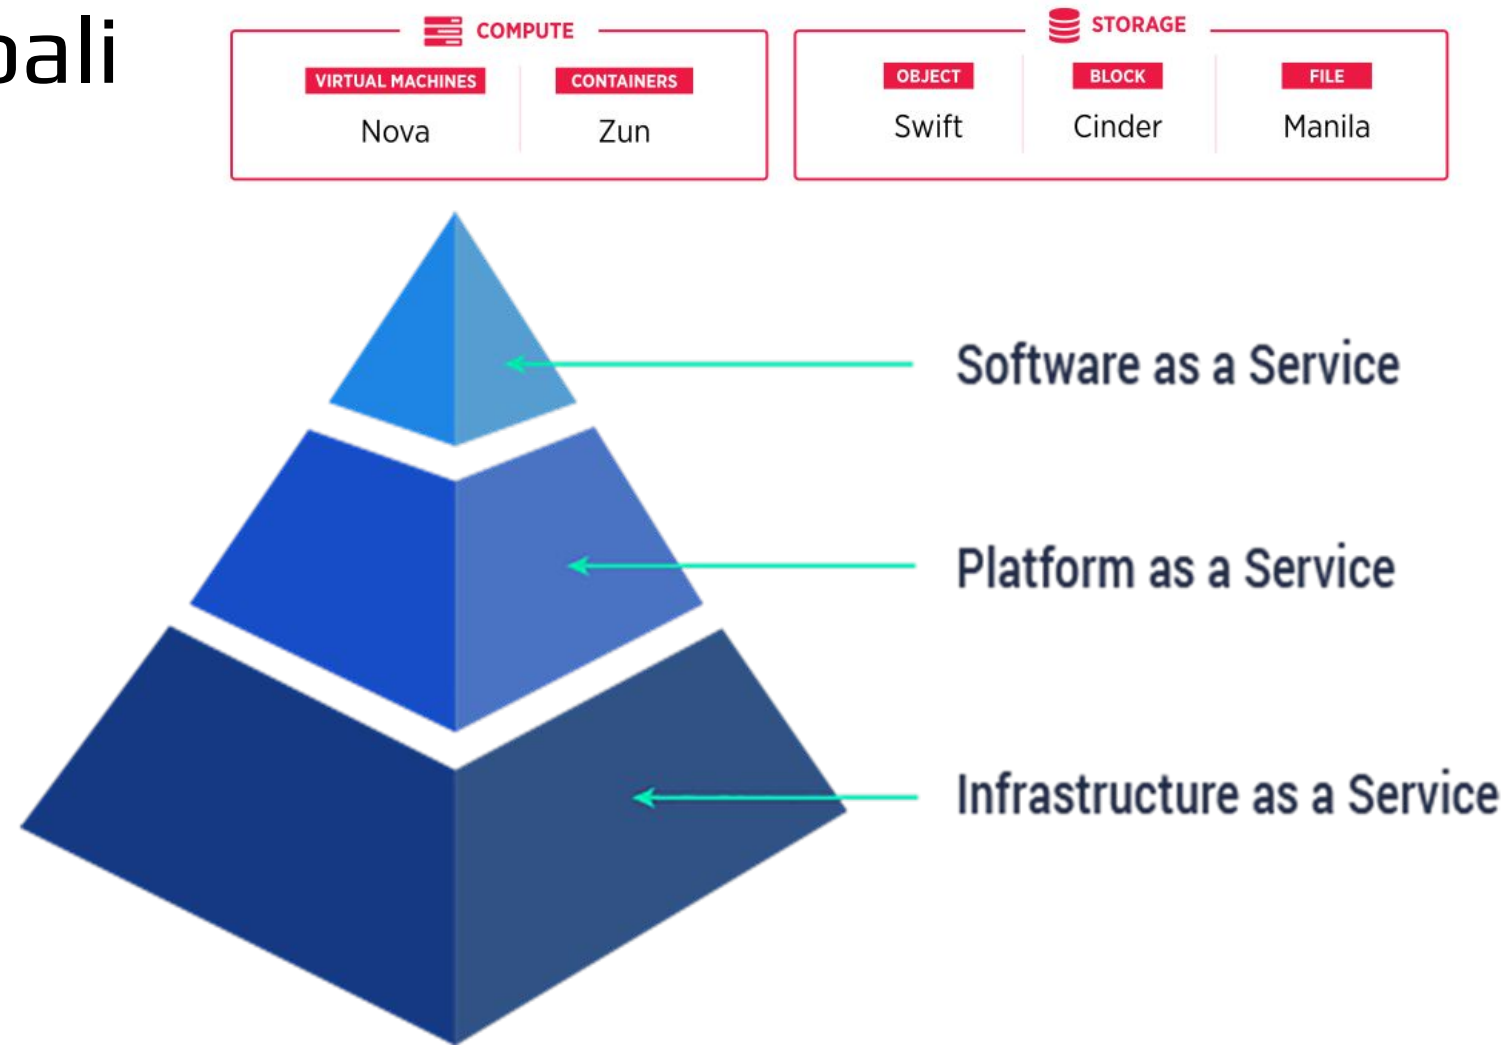 pali
COMPUTE
VIRTUAL MACHINES CONTAINERS
Nova Zun
STORAGE
OBJECT BLOCK FILE
Swift Cinder Manila
Software as a Service
Platform as a Service
Infrastructure as a Service